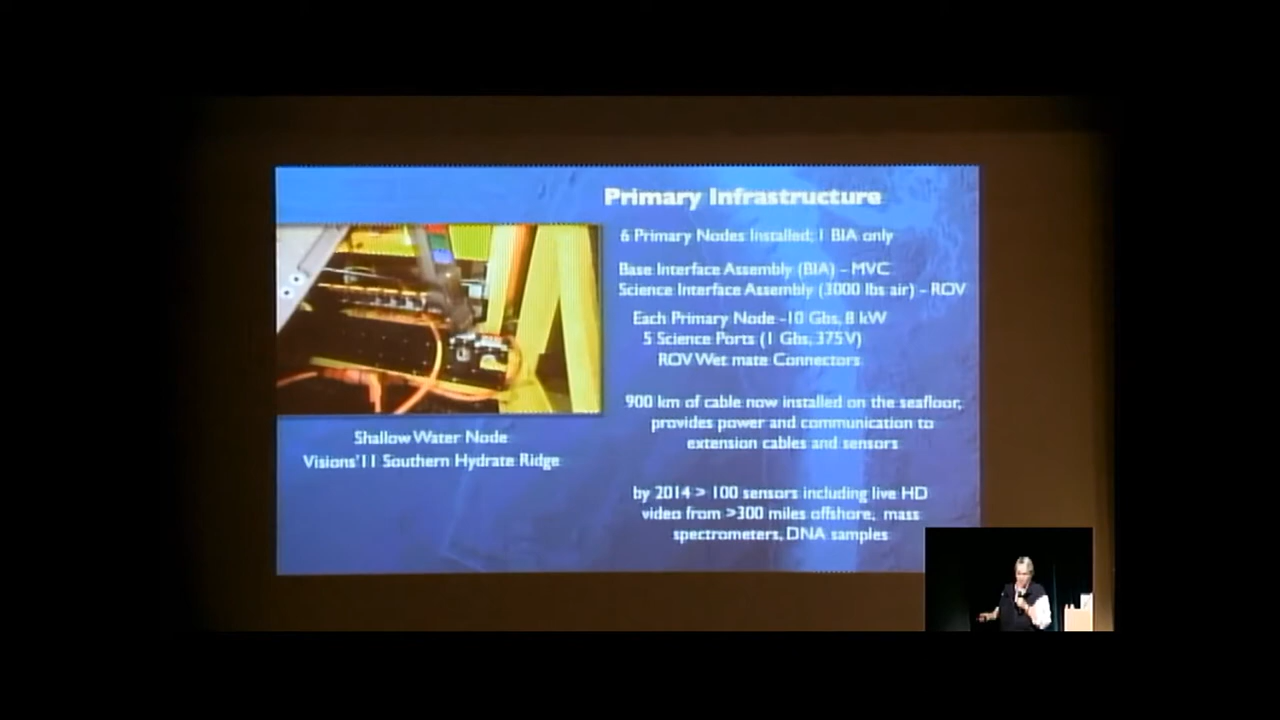 Primary Infrastructure
6 Primary Nodes Installed; 1 BIA only
Base Interface Assembly (BIA) - MVC
Science Interface Assembly (3000 lbs air) - ROV
Each Primary Node -10 Gbs, 8 kW
5 Science Ports (1 Gbs, 375V)
ROV Wet mate Connectors
900 km of cable now installed on the seafloor,
provides power and communication to
extension cables and sensors
by 2014 > 100 sensors including live HD
video from >300 miles offshore, mass
spectrometers, DNA samples
Shallow Water Node
Visions'11 Southern Hydrate Ridge